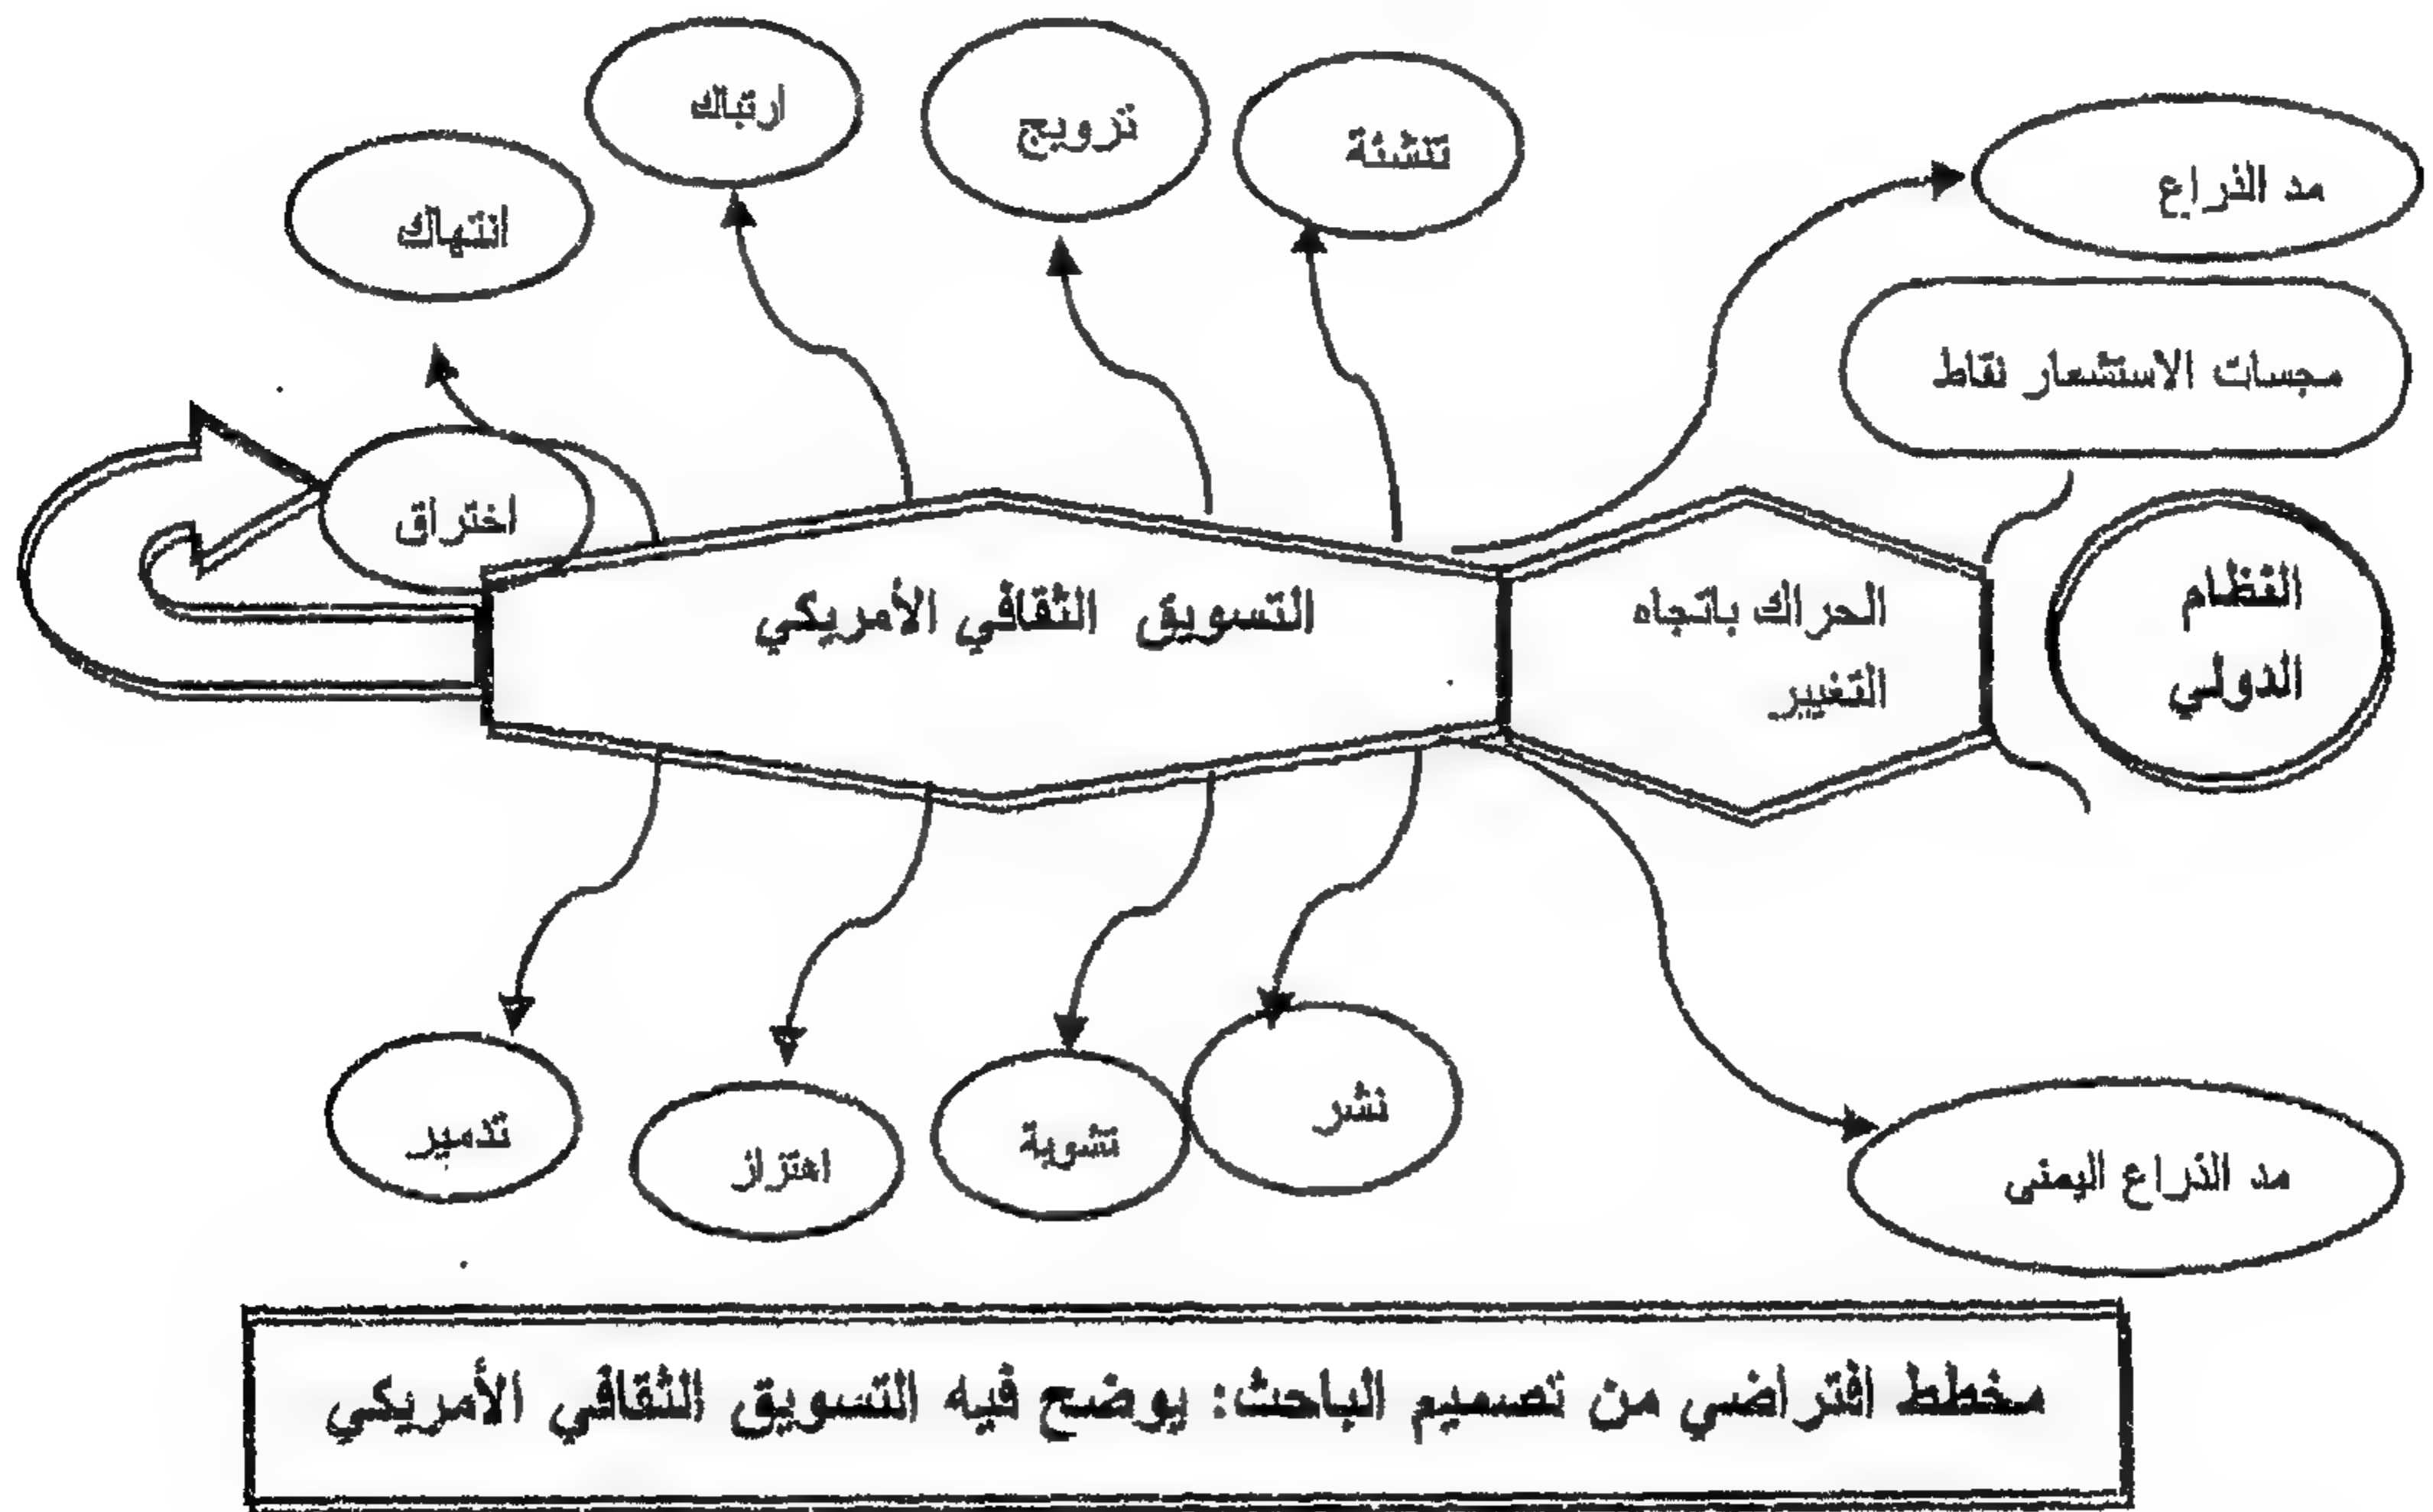 ارتباك
ترويج
تنشئة
انتهاك
مد الذراع
مجسات الاستشعار نقاط
اختراق
التسويق الثقافي الأمريكي
الحراك باتجاه
التغيير
النظام
الدولي
تدمير
اهتزاز
تشوية
نشر
مد الذراع اليمنى
مخطط افتراضي من تصميم الباحث: يوضح فيه التسويق الثقافي الأمريكي